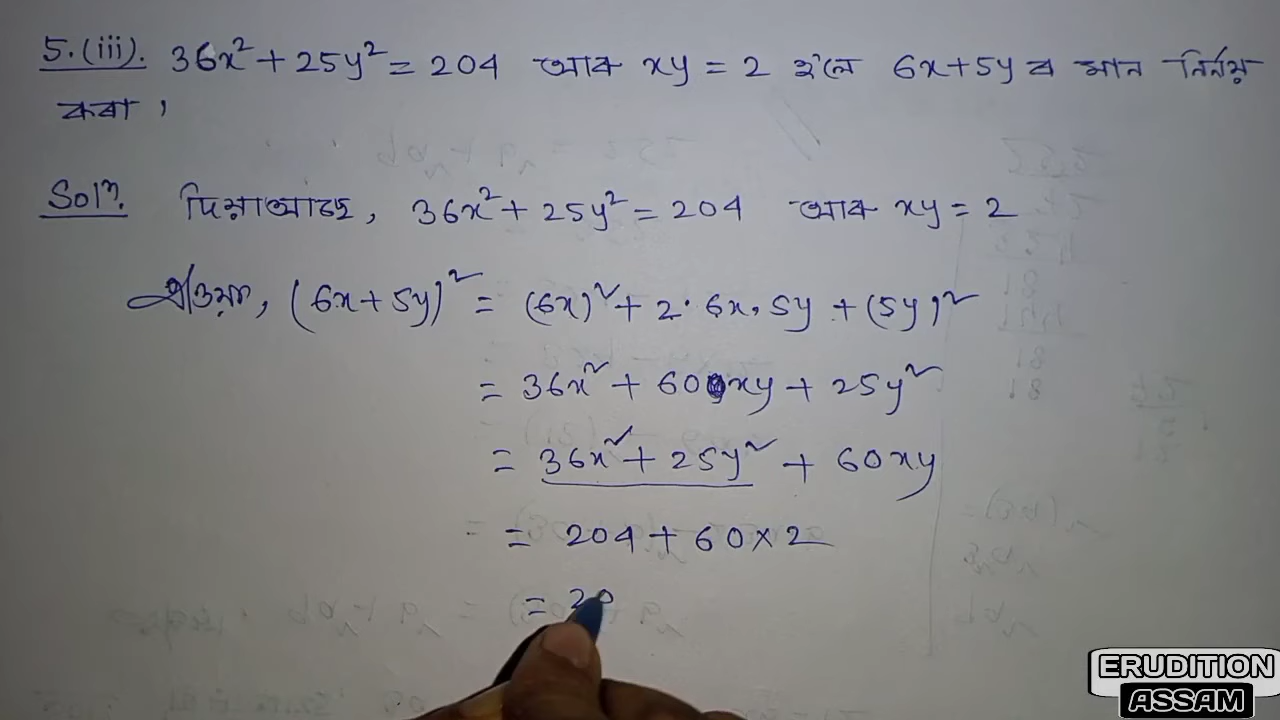 5.(iii). 36x² + 25y² = 204 আৰু xy = 2 হ'লে 6x+5yৰ মান নিৰ্ণয়
কৰা ।
Solⁿ. দিয়াআছে, 36x² + 25y² = 204 আৰু xy = 2
এতিয়া, (6x+5y)² = (6x)² + 2·6x·5y + (5y)²
= 36x² + 60xy + 25y²
= 36x² + 25y² + 60xy
= 204 + 60×2
= 20
ERUDITION
ASSAM